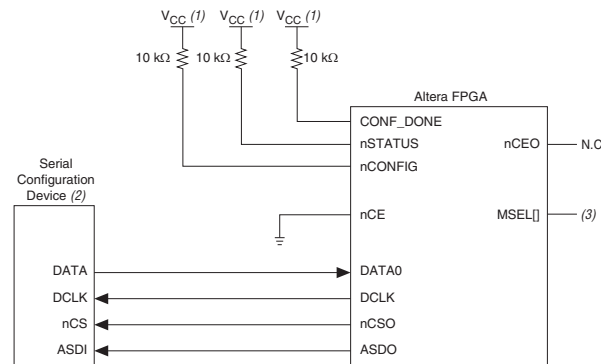 VCC (1) VCC (1) VCC (1)
10 kΩ 10 kΩ 10 kΩ
Altera FPGA
CONF_DONE
nSTATUS nCEO N.C
nCONFIG
Serial
Configuration
Device (2)
nCE MSEL[] (3)
DATA DATA0
DCLK DCLK
nCS nCSO
ASDI ASDO